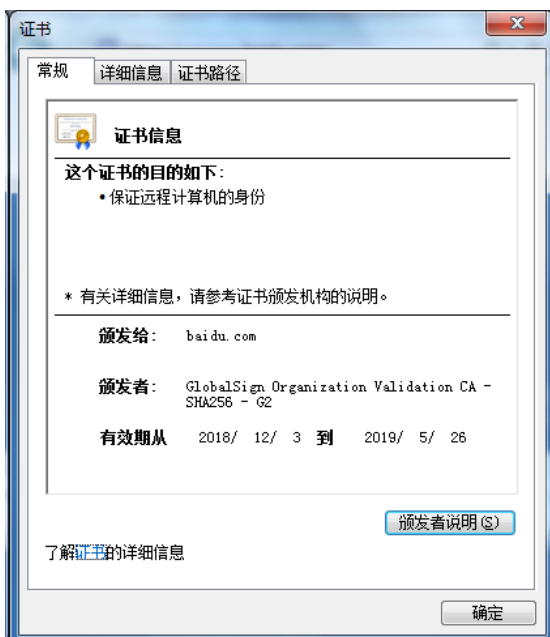 证书
常规 详细信息 证书路径
证书信息
这个证书的目的如下:
•保证远程计算机的身份
* 有关详细信息，请参考证书颁发机构的说明。
颁发给: baidu.com
颁发者: GlobalSign Organization Validation CA -
SHA256 - G2
有效期从 2018/ 12/ 3 到 2019/ 5/ 26
颁发者说明(S)
了解证书的详细信息
确定